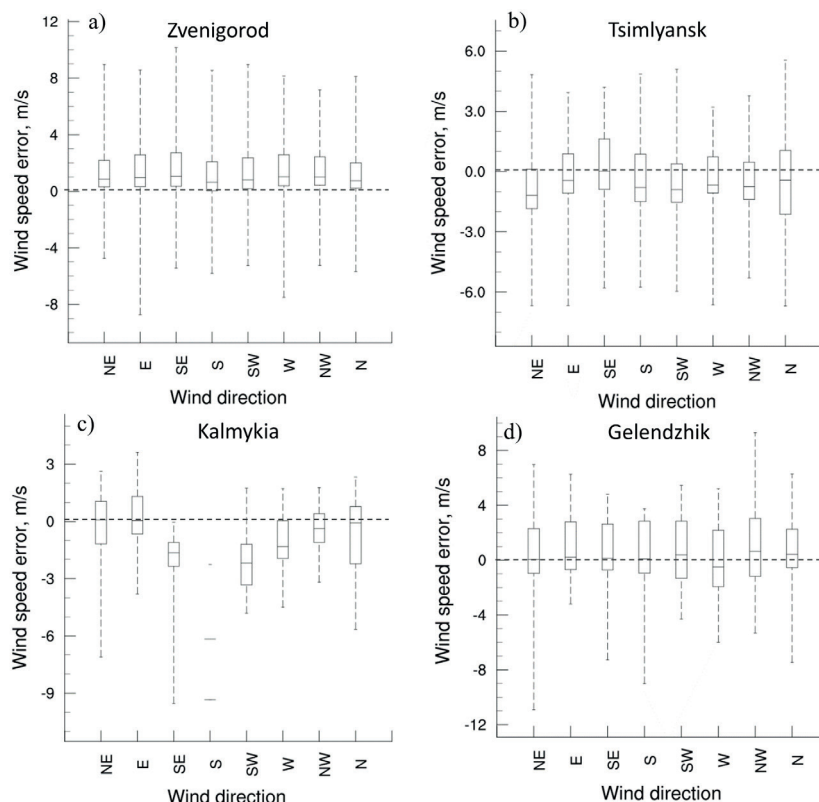 a) Zvenigorod
Wind speed error, m/s
12
8
4
0
-4
-8
NE E SE S SW W NW N
Wind direction
b) Tsimlyansk
Wind speed error, m/s
6.0
3.0
0.0
-3.0
-6.0
NE E SE S SW W NW N
Wind direction
c) Kalmykia
Wind speed error, m/s
3
0
-3
-6
-9
NE E SE S SW W NW N
Wind direction
d) Gelendzhik
Wind speed error, m/s
8
4
0
-4
-8
-12
NE E SE S SW W NW N
Wind direction